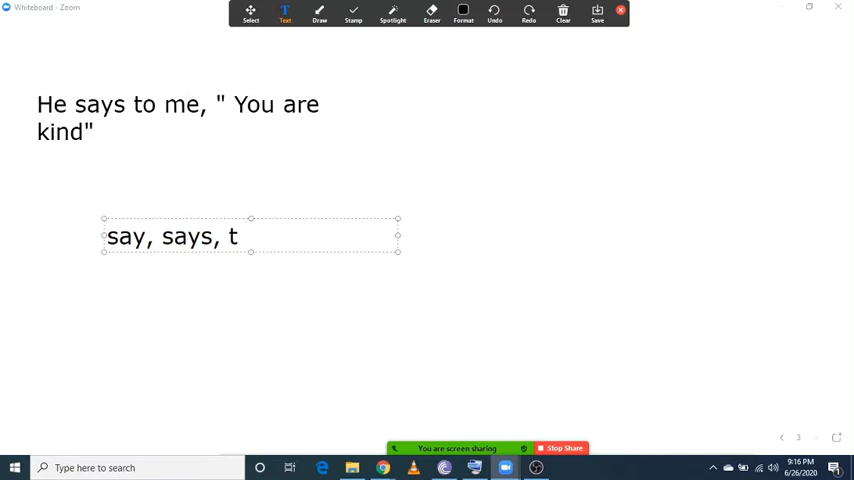 Whiteboard - Zoom
Select Text Draw Stamp Spotlight Eraser Format Undo Redo Clear Save
He says to me, " You are
kind"
say, says, t
3
You are screen sharing Stop Share
Type here to search
9:16 PM
6/26/2020